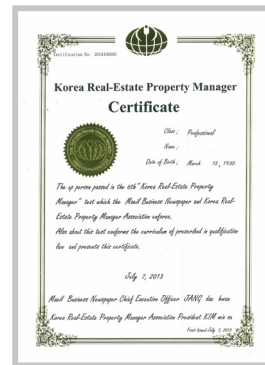 Certification No: 2014100005
Korea Real-Estate Property Manager
Certificate
Class ; Professional
Name ;
Date of Birth ; March 15, 1955
The up person passed in the 6th" Korea Real-Estate Property
Manager" test which the Maeil Business Newspaper and Korea Real-
Estate Property Manager Association enforce.
Also about this test conforms the curriculum of prescribed in qualification
law and presents this certificate.
July 7, 2013
Maeil Business Newspaper Chief Executive Officer JANG dae hwan
Korea Real-Estate Property Manager Association President KIM min su
First Issued July 7, 2013